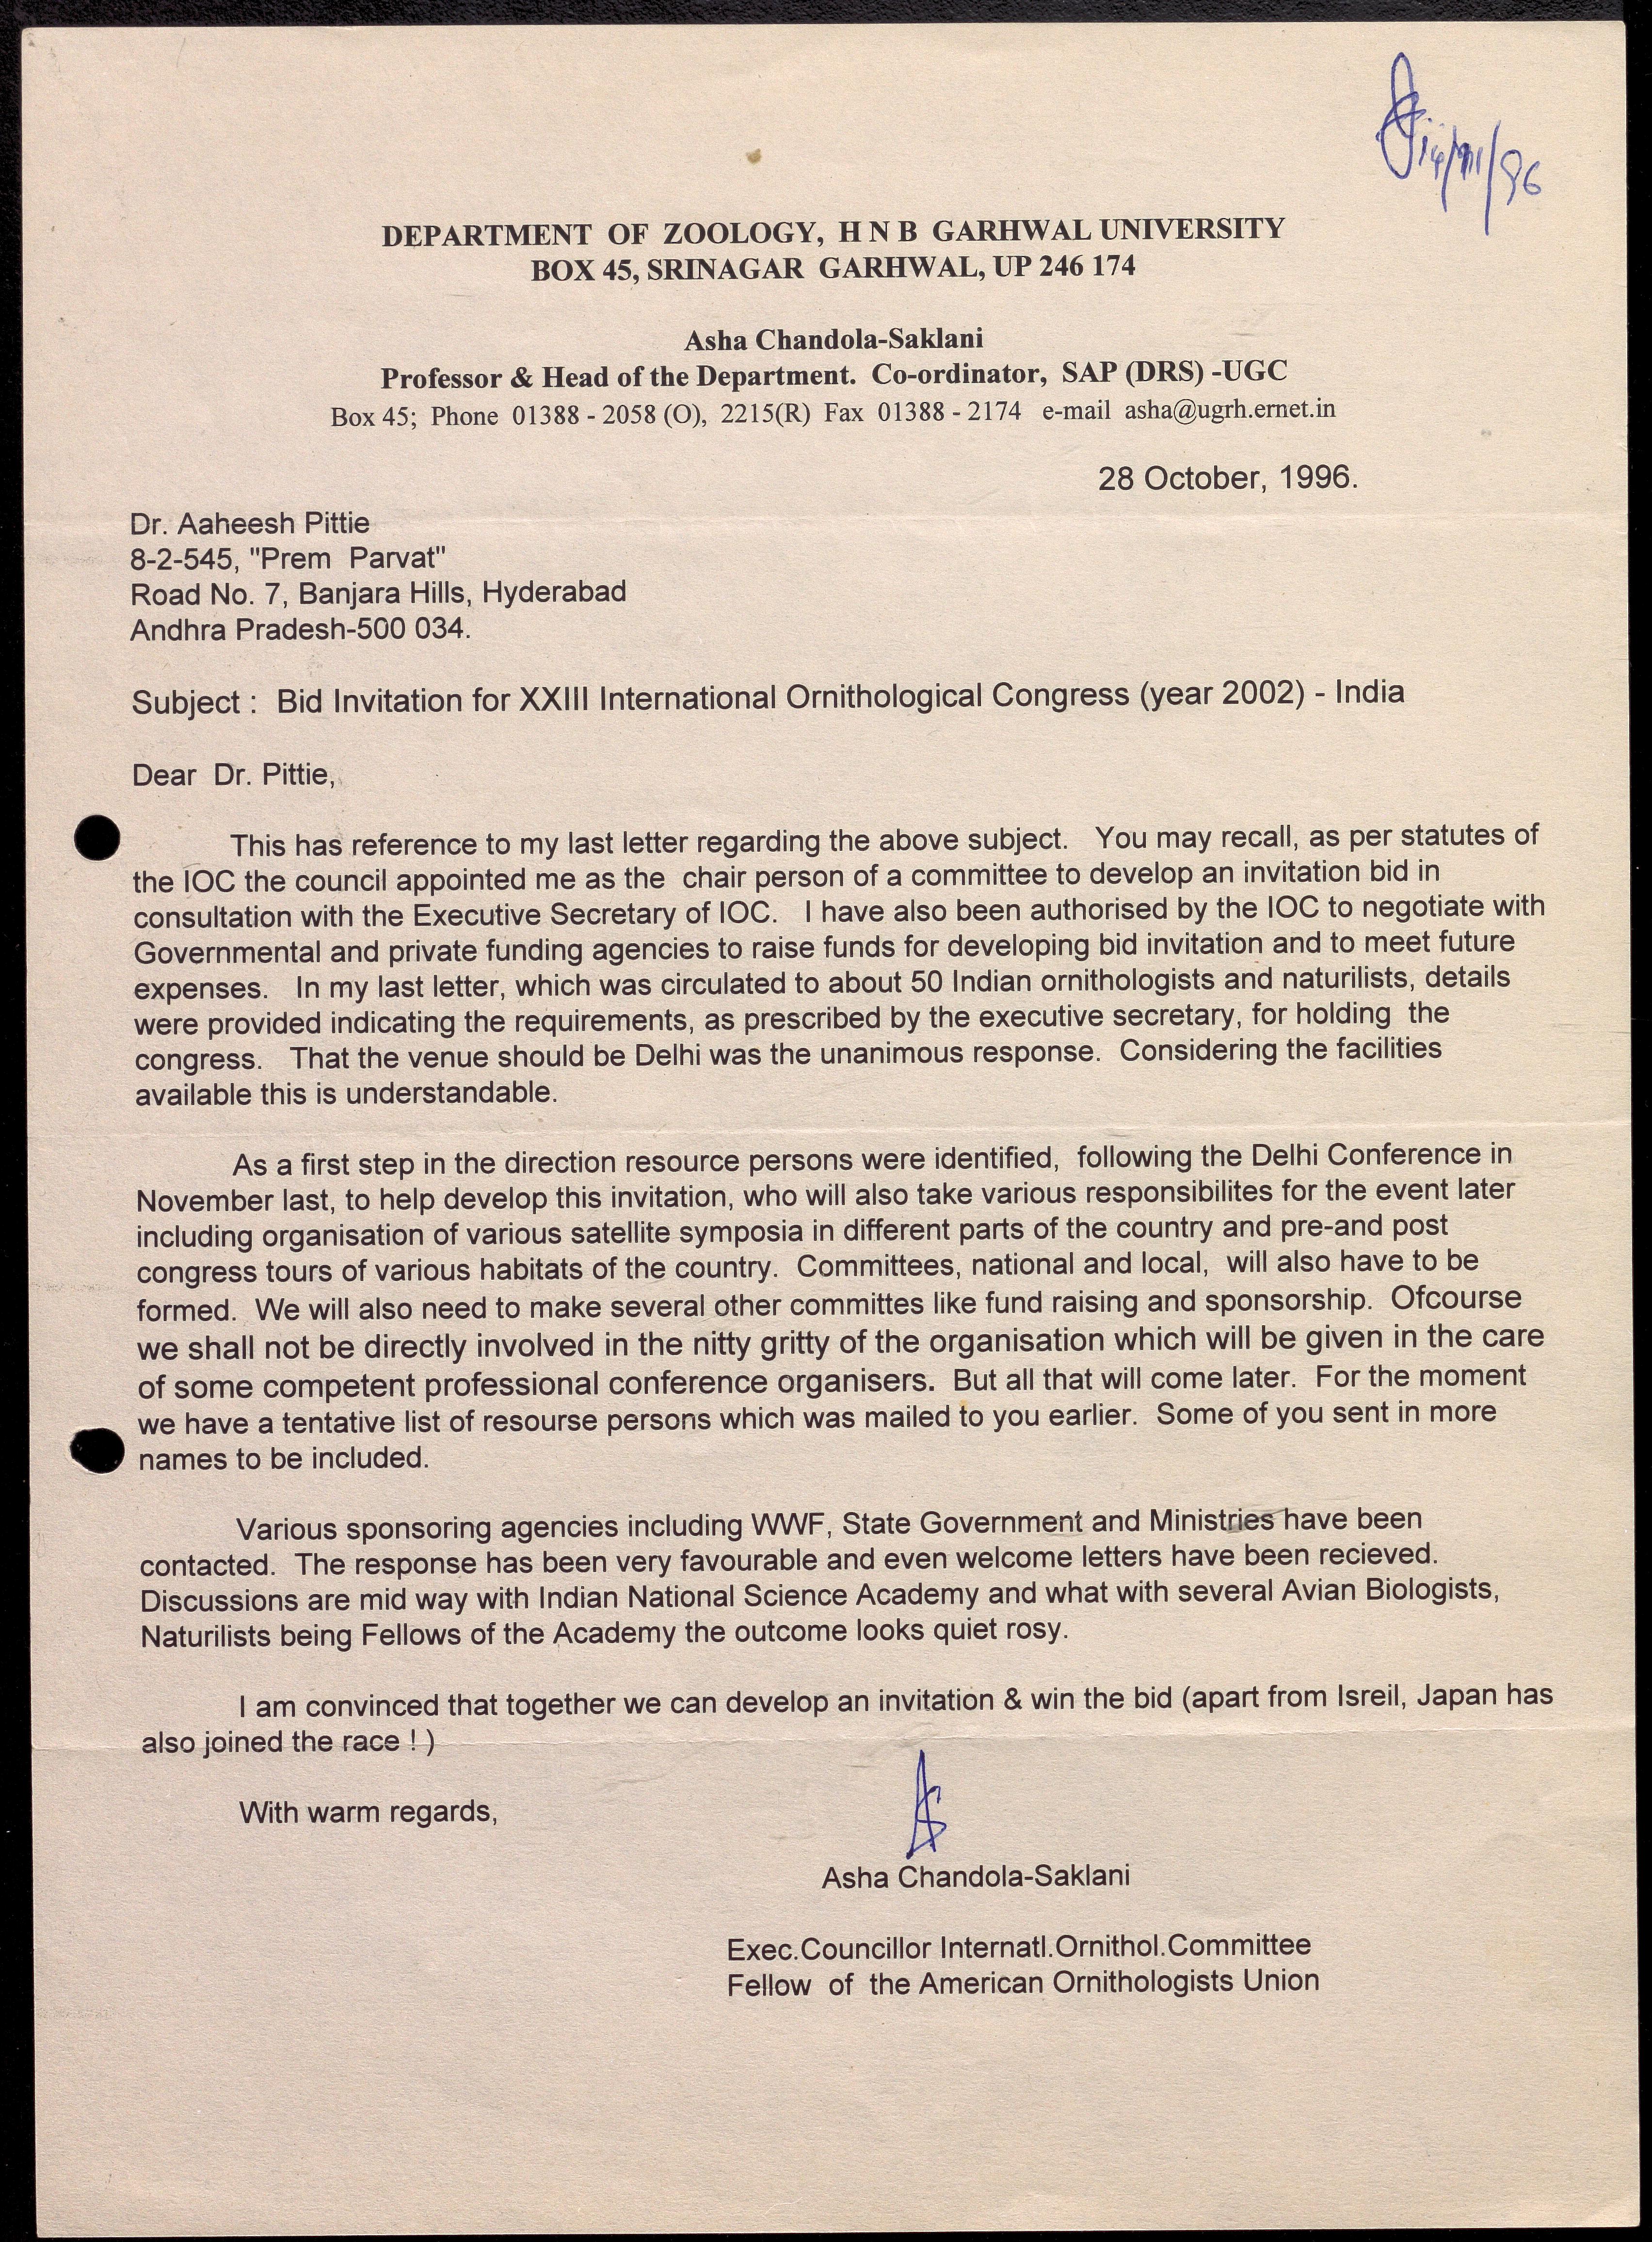 14/11/96
DEPARTMENT OF ZOOLOGY, H N B GARHWAL UNIVERSITY
BOX 45, SRINAGAR GARHWAL, UP 246 174
Asha Chandola-Saklani
Professor & Head of the Department. Co-ordinator, SAP (DRS) -UGC
Box 45; Phone 01388 - 2058 (O), 2215(R) Fax 01388 - 2174 e-mail asha@ugrh.ernet.in
28 October, 1996.
Dr. Aaheesh Pittie
8-2-545, "Prem Parvat"
Road No. 7, Banjara Hills, Hyderabad
Andhra Pradesh-500 034.
Subject : Bid Invitation for XXIII International Ornithological Congress (year 2002) - India
Dear Dr. Pittie,
This has reference to my last letter regarding the above subject. You may recall, as per statutes of
the IOC the council appointed me as the chair person of a committee to develop an invitation bid in
consultation with the Executive Secretary of IOC. I have also been authorised by the IOC to negotiate with
Governmental and private funding agencies to raise funds for developing bid invitation and to meet future
expenses. In my last letter, which was circulated to about 50 Indian ornithologists and naturilists, details
were provided indicating the requirements, as prescribed by the executive secretary, for holding the
congress. That the venue should be Delhi was the unanimous response. Considering the facilities
available this is understandable.
As a first step in the direction resource persons were identified, following the Delhi Conference in
November last, to help develop this invitation, who will also take various responsibilites for the event later
including organisation of various satellite symposia in different parts of the country and pre-and post
congress tours of various habitats of the country. Committees, national and local, will also have to be
formed. We will also need to make several other committes like fund raising and sponsorship. Ofcourse
we shall not be directly involved in the nitty gritty of the organisation which will be given in the care
of some competent professional conference organisers. But all that will come later. For the moment
we have a tentative list of resourse persons which was mailed to you earlier. Some of you sent in more
names to be included.
Various sponsoring agencies including WWF, State Government and Ministries have been
contacted. The response has been very favourable and even welcome letters have been recieved.
Discussions are mid way with Indian National Science Academy and what with several Avian Biologists,
Naturilists being Fellows of the Academy the outcome looks quiet rosy.
I am convinced that together we can develop an invitation & win the bid (apart from Isreil, Japan has
also joined the race ! )
With warm regards,
Asha Chandola-Saklani
Exec.Councillor Internatl.Ornithol.Committee
Fellow of the American Ornithologists Union